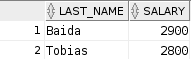 LAST_NAME SALARY
1 Baida 2900
2 Tobias 2800